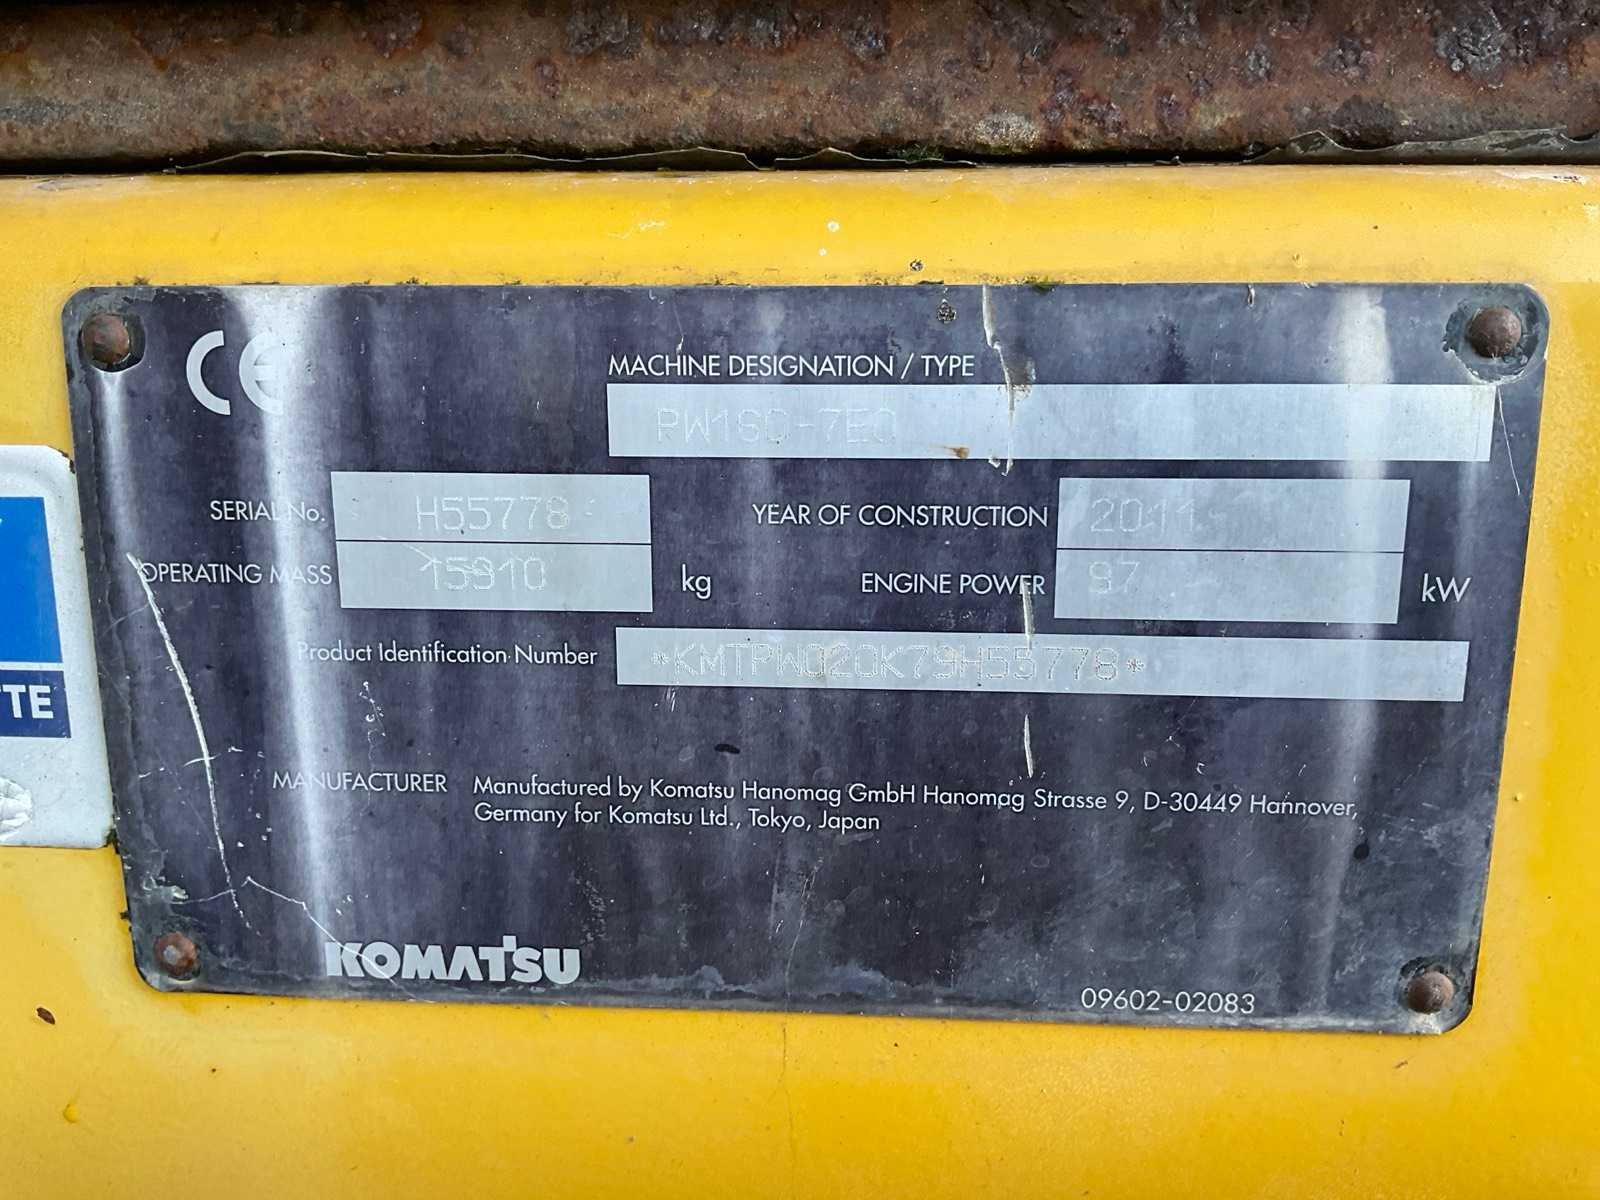 CE
MACHINE DESIGNATION / TYPE
PW160-7E0
SERIAL No. H55778
YEAR OF CONSTRUCTION 2011
OPERATING MASS 15910 kg
ENGINE POWER 97 kW
Product Identification Number *KMTPW020K79H55778*
TTE
MANUFACTURER Manufactured by Komatsu Hanomag GmbH Hanomag Strasse 9, D-30449 Hannover,
Germany for Komatsu Ltd., Tokyo, Japan
KOMATSU
09602-02083